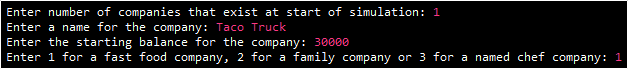 Enter number of companies that exist at start of simulation: 1
Enter a name for the company: Taco Truck
Enter the starting balance for the company: 30000
Enter 1 for a fast food company, 2 for a family company or 3 for a named chef company: 1